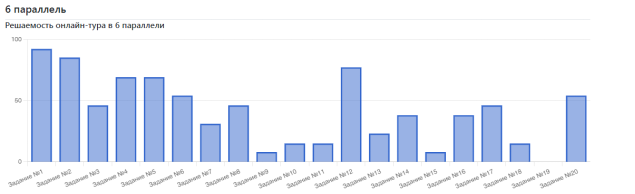 6 параллель
Решаемость онлайн-тура в 6 параллели
100
50
0
Задание №1
Задание №2
Задание №3
Задание №4
Задание №5
Задание №6
Задание №7
Задание №8
Задание №9
Задание №10
Задание №11
Задание №12
Задание №13
Задание №14
Задание №15
Задание №16
Задание №17
Задание №18
Задание №19
Задание №20